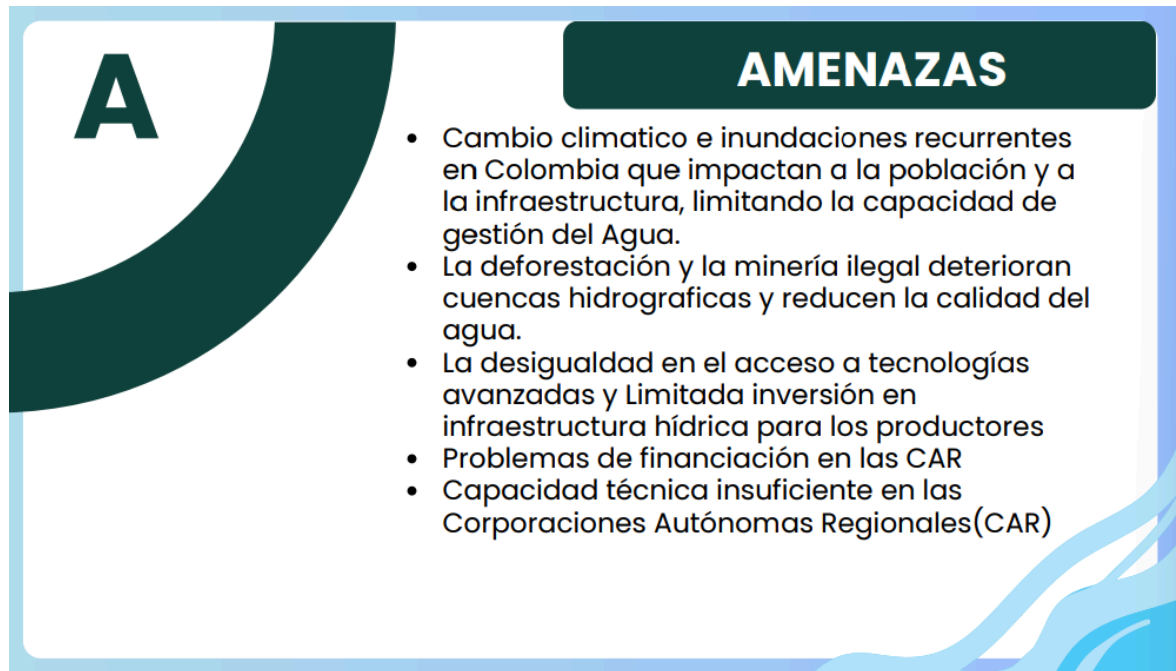 A
AMENAZAS
• Cambio climatico e inundaciones recurrentes
en Colombia que impactan a la población y a
la infraestructura, limitando la capacidad de
gestión del Agua.
• La deforestación y la minería ilegal deterioran
cuencas hidrograficas y reducen la calidad del
agua.
• La desigualdad en el acceso a tecnologías
avanzadas y Limitada inversión en
infraestructura hídrica para los productores
• Problemas de financiación en las CAR
• Capacidad técnica insuficiente en las
Corporaciones Autónomas Regionales(CAR)